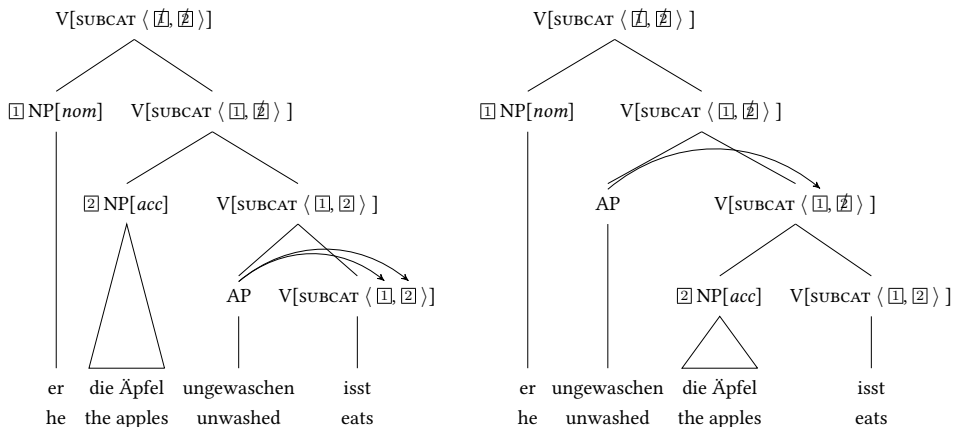 V[SUBCAT ⟨ 1̸, 2̸ ⟩] V[SUBCAT ⟨ 1̸, 2̸ ⟩ ]
1 NP[nom] V[SUBCAT ⟨ 1, 2̸ ⟩ ] 1 NP[nom] V[SUBCAT ⟨ 1, 2̸ ⟩ ]
2 NP[acc] V[SUBCAT ⟨ 1, 2 ⟩ ] AP V[SUBCAT ⟨ 1, 2̸ ⟩ ]
AP V[SUBCAT ⟨ 1, 2 ⟩] 2 NP[acc] V[SUBCAT ⟨ 1, 2 ⟩ ]
er die Äpfel ungewaschen isst er ungewaschen die Äpfel isst
he the apples unwashed eats he unwashed the apples eats